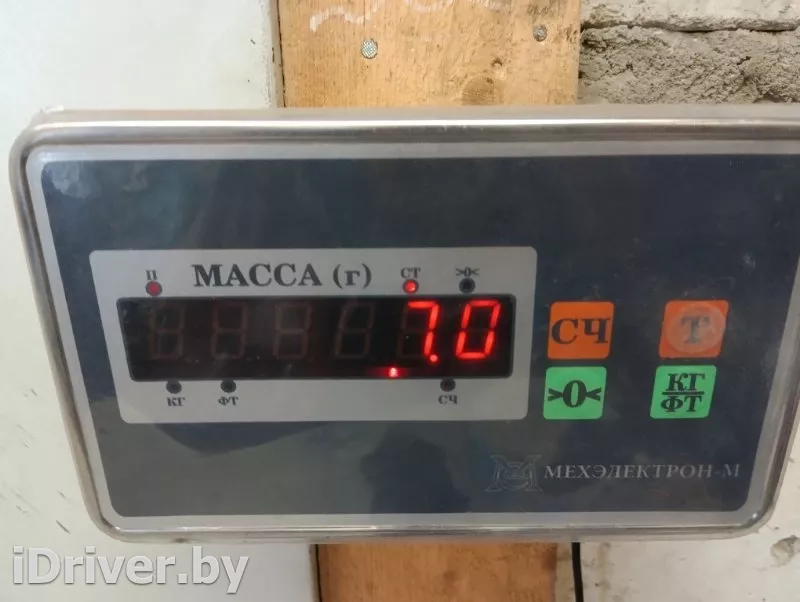 П МАССА (г) СТ >0<
7.0
КГ ФТ СЧ
СЧ Т
>0< КГ/ФТ
МЕХЭЛЕКТРОН-М
iDriver.by